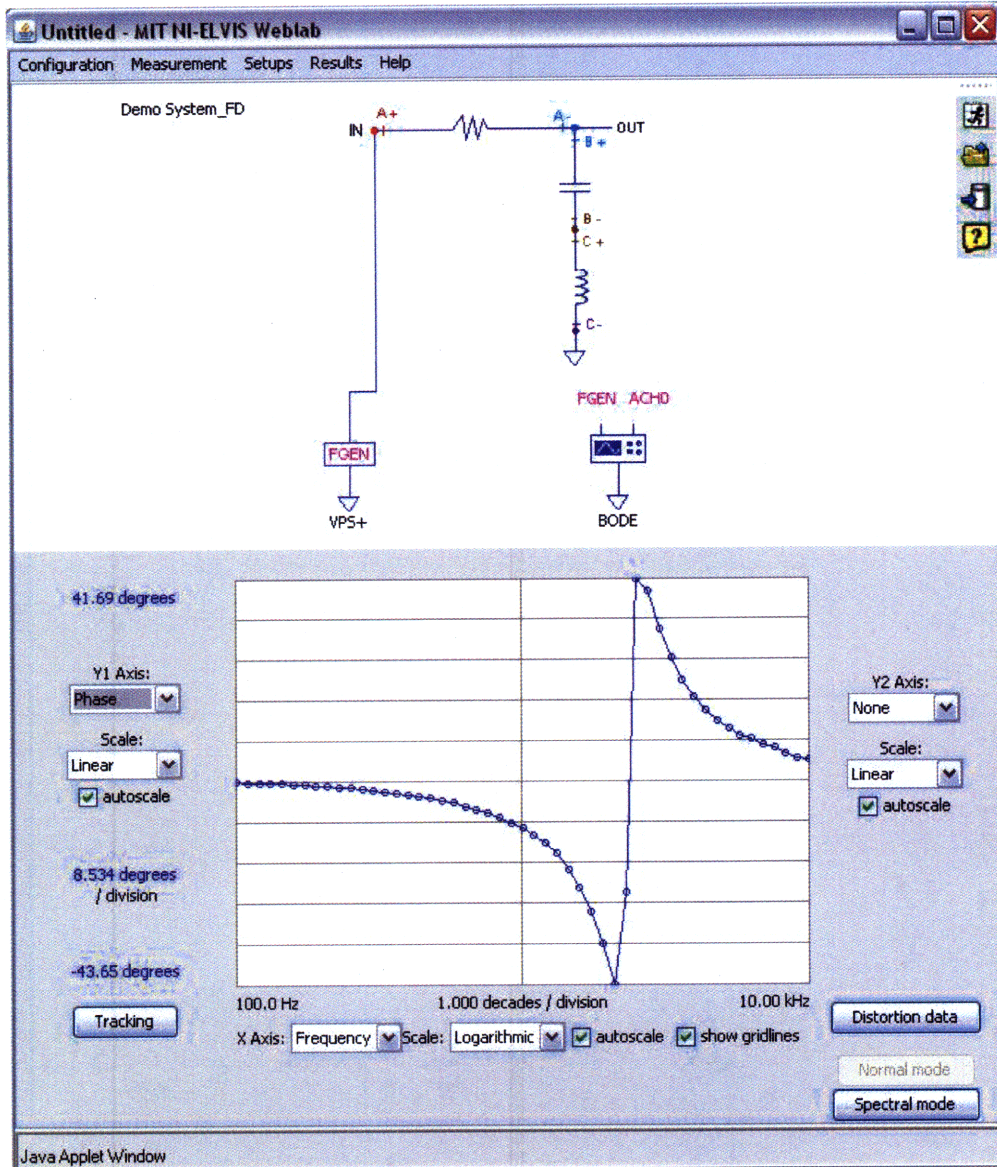 Untitled - MIT NI-ELVIS Weblab
Configuration Measurement Setups Results Help
Demo System_FD
A+
A-
IN
OUT
B +
B -
C +
C-
FGEN ACH0
FGEN
VPS+
BODE
41.69 degrees
Y1 Axis:
Phase
Scale:
Linear
autoscale
8.534 degrees
/ division
-43.65 degrees
Tracking
Y2 Axis:
None
Scale:
Linear
autoscale
100.0 Hz
1.000 decades / division
10.00 kHz
X Axis: Frequency Scale: Logarithmic autoscale show gridlines
Distortion data
Normal mode
Spectral mode
Java Applet Window